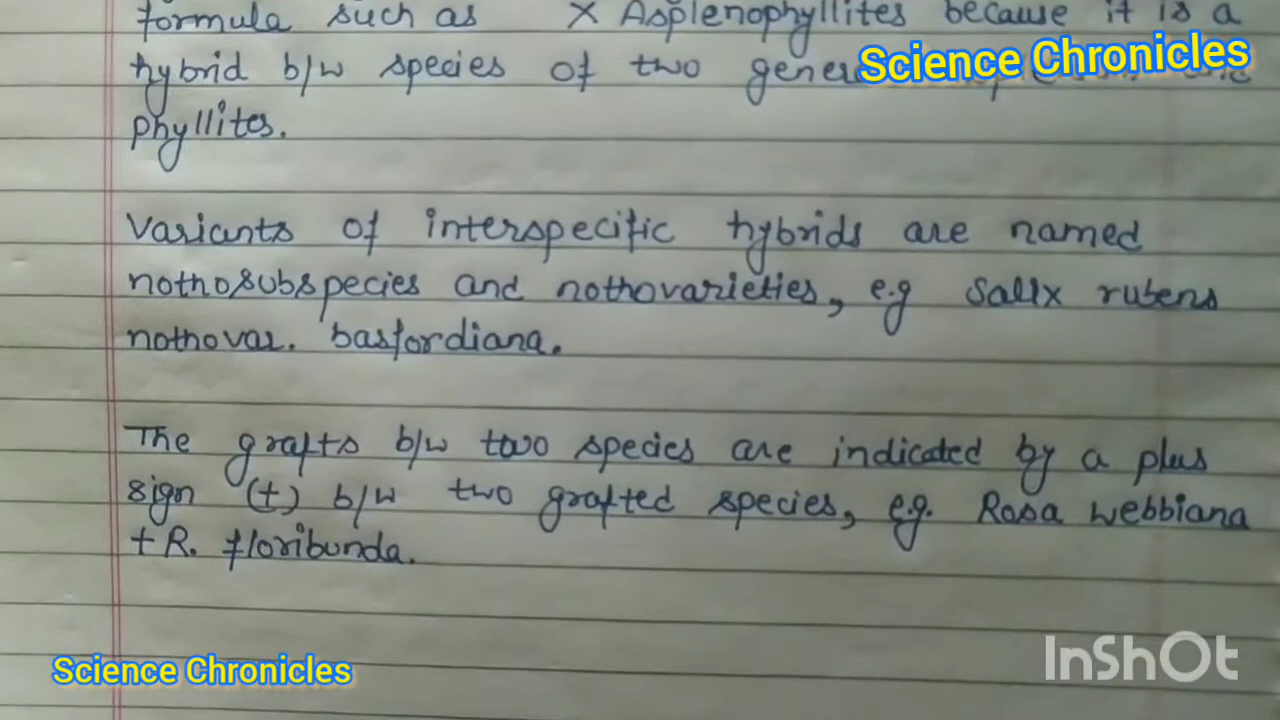 formula such as × Asplenophyllites because it is a
hybrid b/w species of two
Science Chronicles
phyllites.
Variants of interspecific hybrids are named
nothosubspecies and nothovarieties, e.g Salix rubens
nothovar. basfordiana.
The grafts b/w two species are indicated by a plus
sign (+) b/w two grafted species, e.g. Rosa webbiana
+ R. floribunda.
Science Chronicles
InShOt